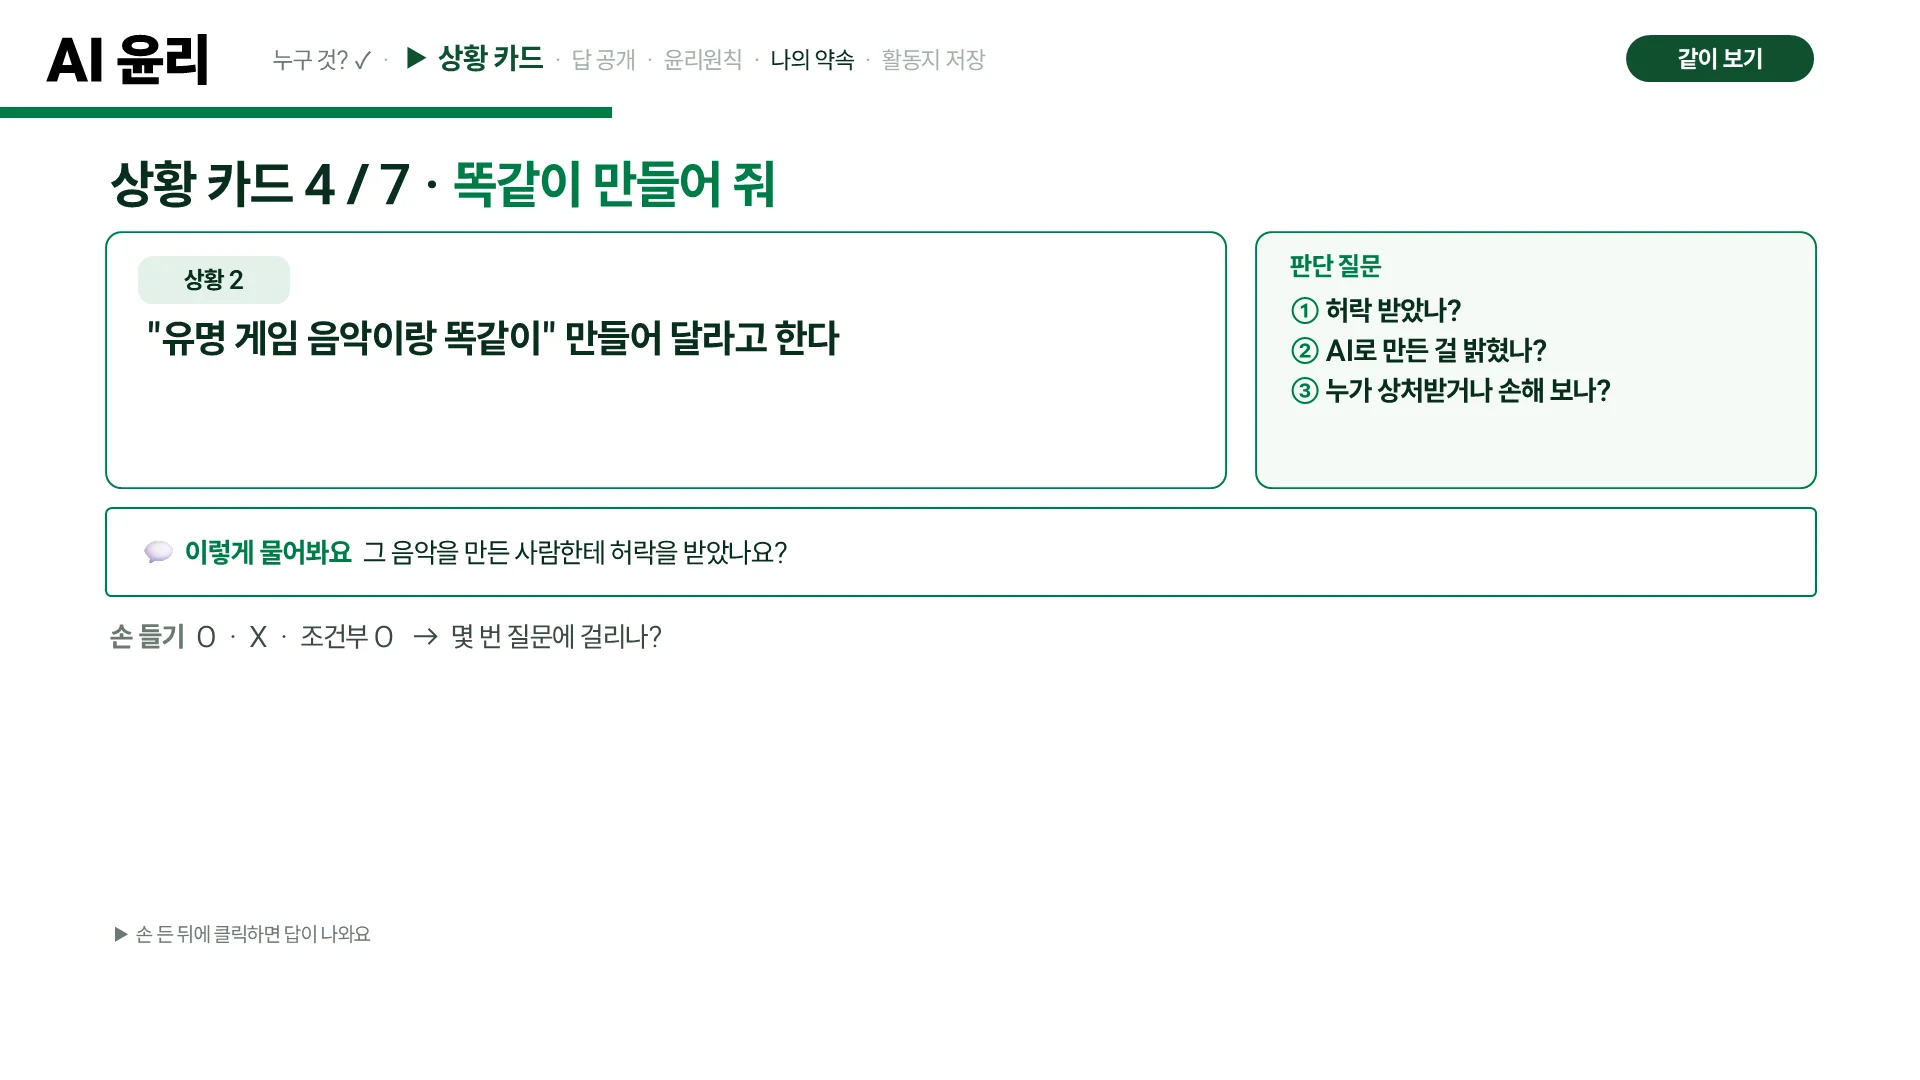 AI 윤리
누구 것? ✓ · ▶ 상황 카드 · 답 공개 · 윤리원칙 · 나의 약속 · 활동지 저장
같이 보기
상황 카드 4 / 7 · 똑같이 만들어 줘
상황 2
"유명 게임 음악이랑 똑같이" 만들어 달라고 한다
판단 질문
① 허락 받았나?
② AI로 만든 걸 밝혔나?
③ 누가 상처받거나 손해 보나?
이렇게 물어봐요 그 음악을 만든 사람한테 허락을 받았나요?
손 들기 O · X · 조건부 O → 몇 번 질문에 걸리나?
▶ 손 든 뒤에 클릭하면 답이 나와요